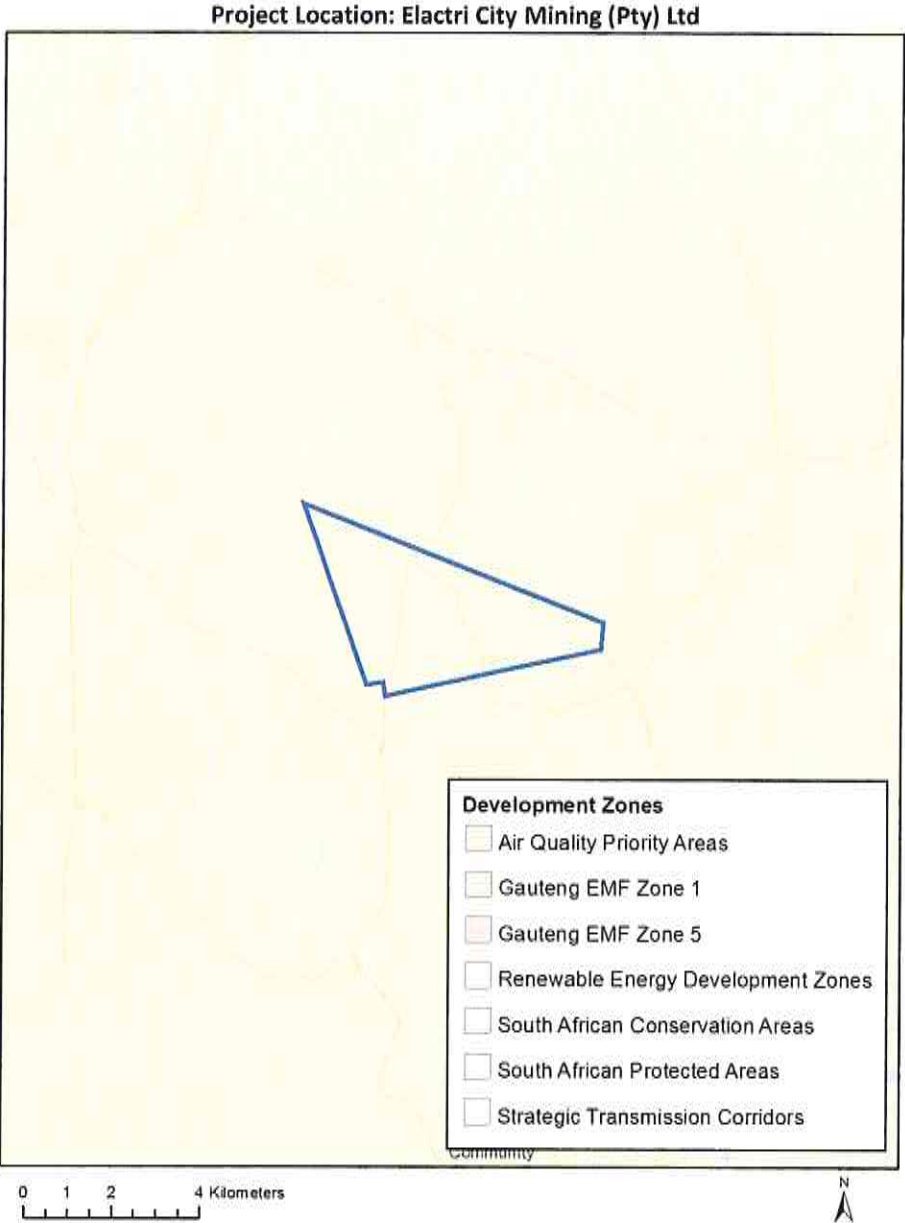 Project Location: Elactri City Mining (Pty) Ltd
Development Zones
Air Quality Priority Areas
Gauteng EMF Zone 1
Gauteng EMF Zone 5
Renewable Energy Development Zones
South African Conservation Areas
South African Protected Areas
Strategic Transmission Corridors
Community
0 1 2 4 Kilometers
N